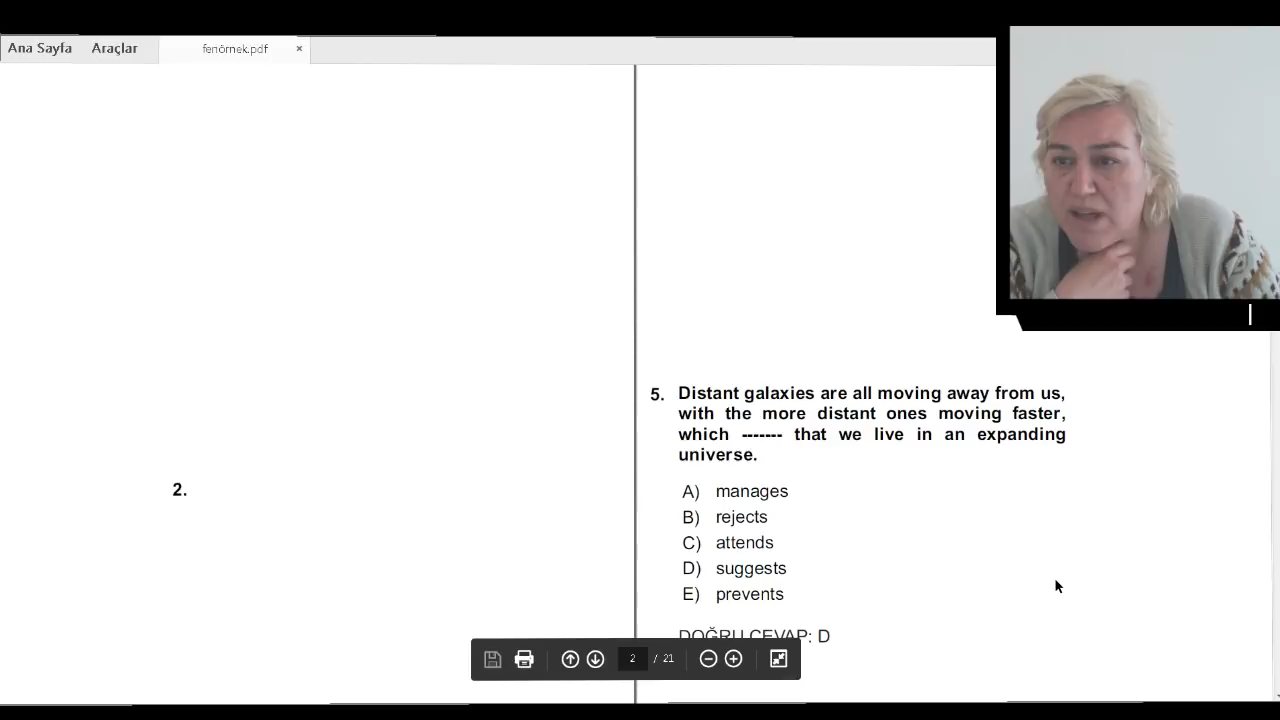 Ana Sayfa Araçlar fenörnek.pdf ×
2.
5. Distant galaxies are all moving away from us,
with the more distant ones moving faster,
which ------- that we live in an expanding
universe.
A) manages
B) rejects
C) attends
D) suggests
E) prevents
DOĞRU CEVAP: D
2 / 21